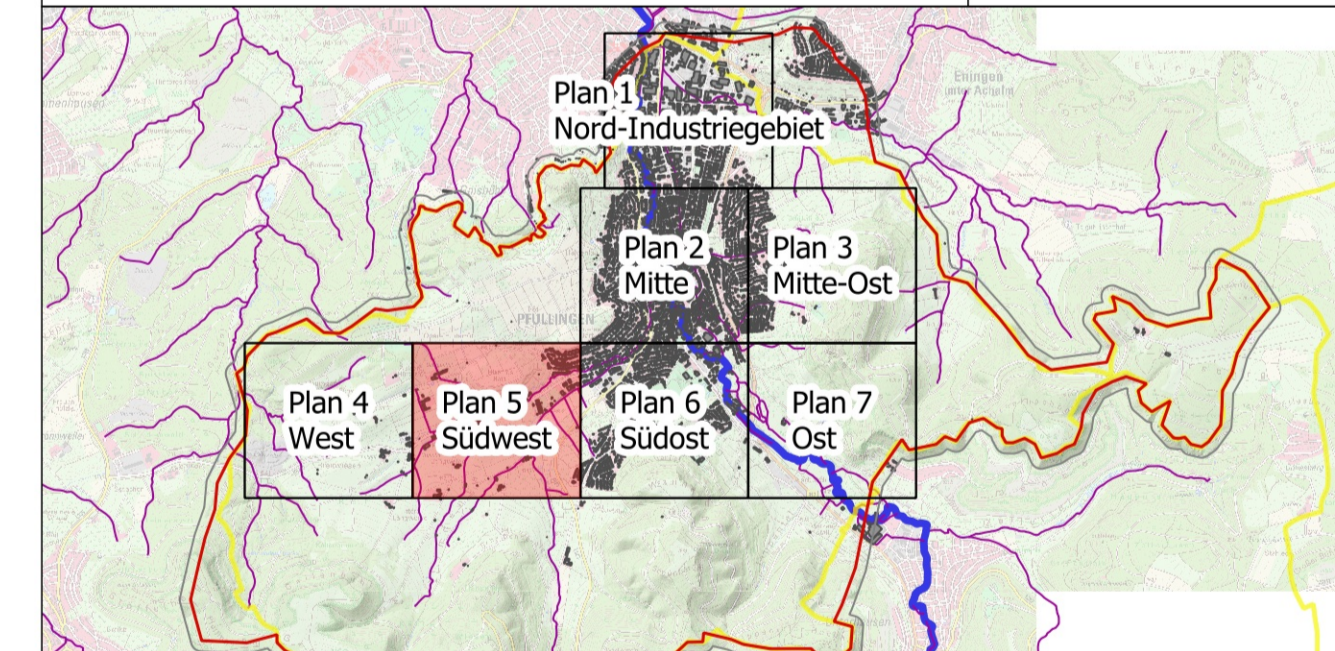 Eningen
unter Achalm
Plan 1
Nord-Industriegebiet
Plan 2
Mitte
Plan 3
Mitte-Ost
PFULLINGEN
Plan 4
West
Plan 5
Südwest
Plan 6
Südost
Plan 7
Ost